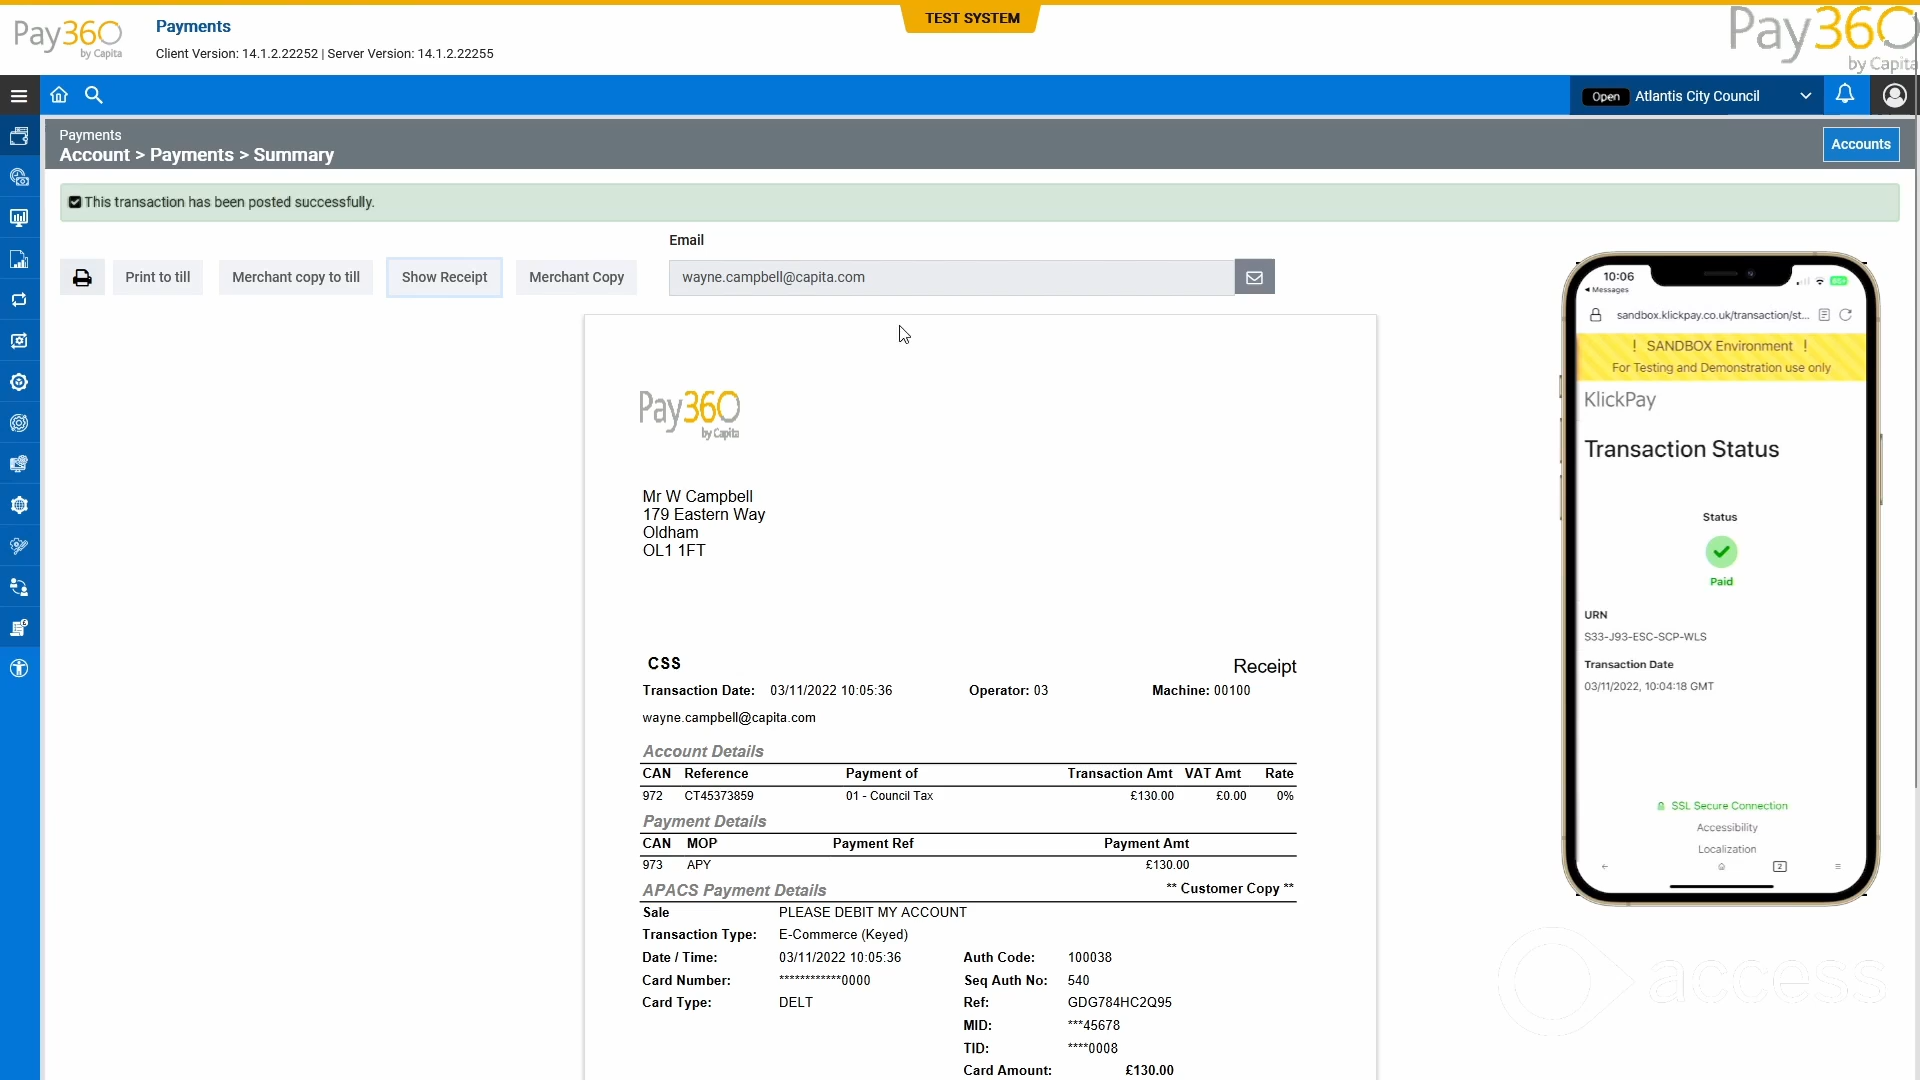 Pay360
by Capita
Payments
Client Version: 14.1.2.22252 | Server Version: 14.1.2.22255
TEST SYSTEM
Pay360
by Capita
Open Atlantis City Council
Payments
Account > Payments > Summary
Accounts
This transaction has been posted successfully.
Email
Print to till
Merchant copy to till
Show Receipt
Merchant Copy
wayne.campbell@capita.com
Pay360
by Capita
Mr W Campbell
179 Eastern Way
Oldham
OL1 1FT
CSS
Receipt
Transaction Date: 03/11/2022 10:05:36 Operator: 03 Machine: 00100
wayne.campbell@capita.com
Account Details
CAN Reference Payment of Transaction Amt VAT Amt Rate
972 CT45373859 01 - Council Tax £130.00 £0.00 0%
Payment Details
CAN MOP Payment Ref Payment Amt
973 APY £130.00
APACS Payment Details ** Customer Copy **
Sale PLEASE DEBIT MY ACCOUNT
Transaction Type: E-Commerce (Keyed)
Date / Time: 03/11/2022 10:05:36 Auth Code: 100038
Card Number: ************0000 Seq Auth No: 540
Card Type: DELT Ref: GDG784HC2Q95
MID: ***45678
TID: ****0008
Card Amount: £130.00
10:06
Messages
sandbox.klickpay.co.uk/transaction/st...
! SANDBOX Environment !
For Testing and Demonstration use only
KlickPay
Transaction Status
Status
Paid
URN
S33-J93-ESC-SCP-WLS
Transaction Date
03/11/2022, 10:04:18 GMT
SSL Secure Connection
Accessibility
Localization
2
access